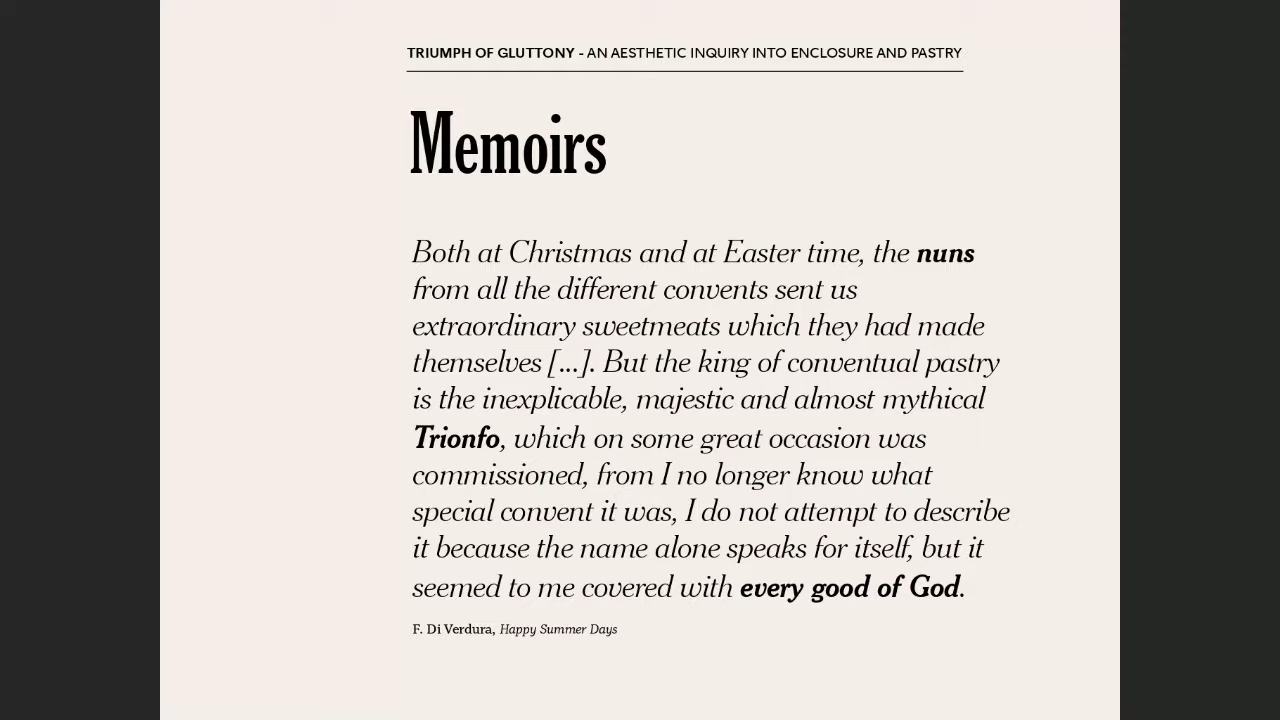 TRIUMPH OF GLUTTONY - AN AESTHETIC INQUIRY INTO ENCLOSURE AND PASTRY
Memoirs
Both at Christmas and at Easter time, the nuns
from all the different convents sent us
extraordinary sweetmeats which they had made
themselves [...]. But the king of conventual pastry
is the inexplicable, majestic and almost mythical
Trionfo, which on some great occasion was
commissioned, from I no longer know what
special convent it was, I do not attempt to describe
it because the name alone speaks for itself, but it
seemed to me covered with every good of God.
F. Di Verdura, Happy Summer Days